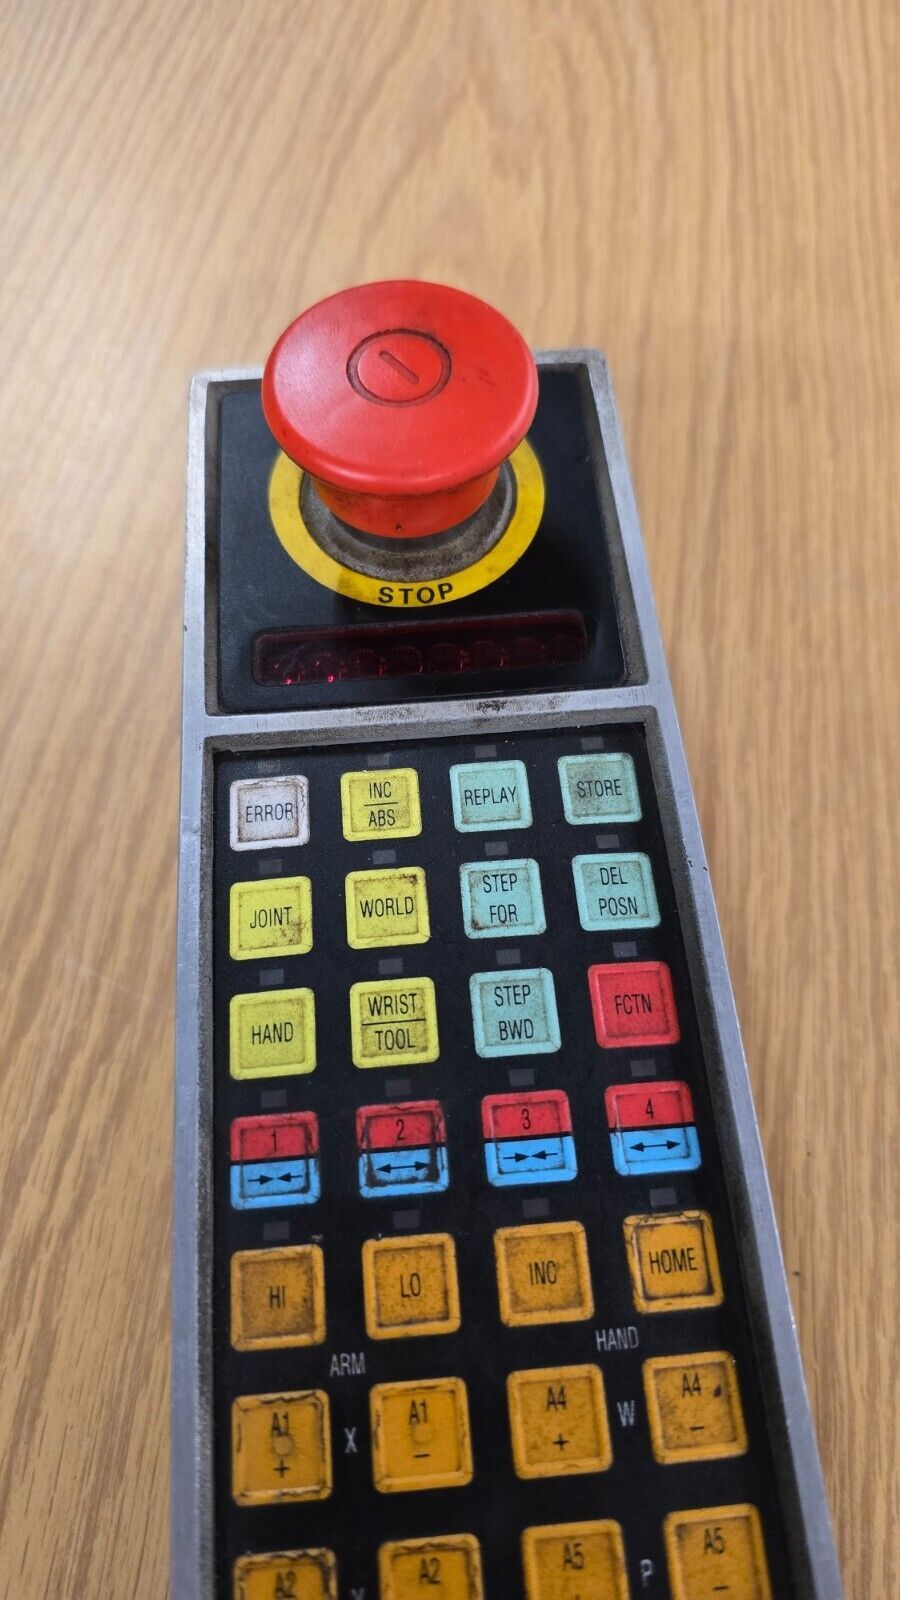 STOP
ERROR
INC
ABS
REPLAY
STORE
JOINT
WORLD
STEP
FOR
DEL
POSN
HAND
WRIST
TOOL
STEP
BWD
FCTN
1
2
3
4
HI
LO
INC
HOME
ARM
HAND
A1
+
X
A1
-
A4
+
W
A4
-
A2
A2
A5
P
A5
-